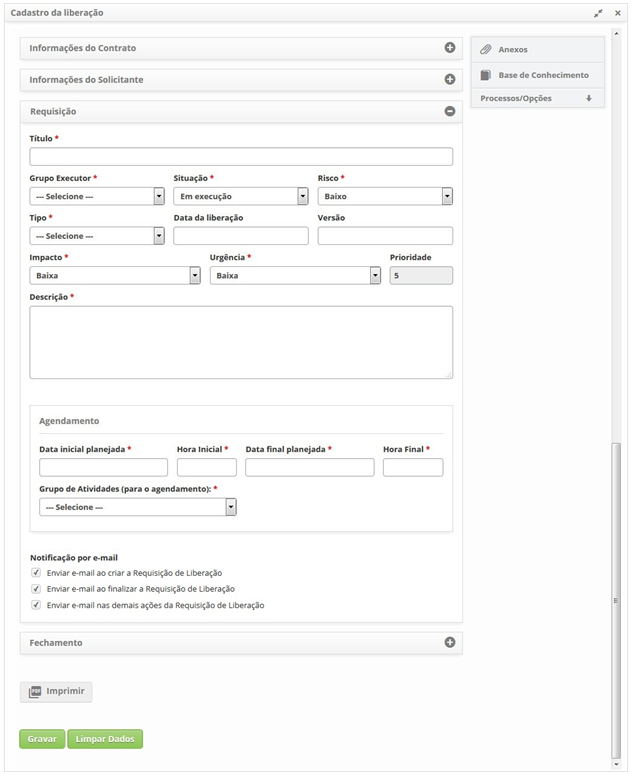 Cadastro da liberação
Informações do Contrato
Anexos
Informações do Solicitante
Base de Conhecimento
Processos/Opções
Requisição
Título *
Grupo Executor * Situação * Risco *
--- Selecione --- Em execução Baixo
Tipo * Data da liberação Versão
--- Selecione ---
Impacto * Urgência * Prioridade
Baixa Baixa 5
Descrição *
Agendamento
Data inicial planejada * Hora Inicial * Data final planejada * Hora Final *
Grupo de Atividades (para o agendamento): *
--- Selecione ---
Notificação por e-mail
Enviar e-mail ao criar a Requisição de Liberação
Enviar e-mail ao finalizar a Requisição de Liberação
Enviar e-mail nas demais ações da Requisição de Liberação
Fechamento
PDF Imprimir
Gravar Limpar Dados